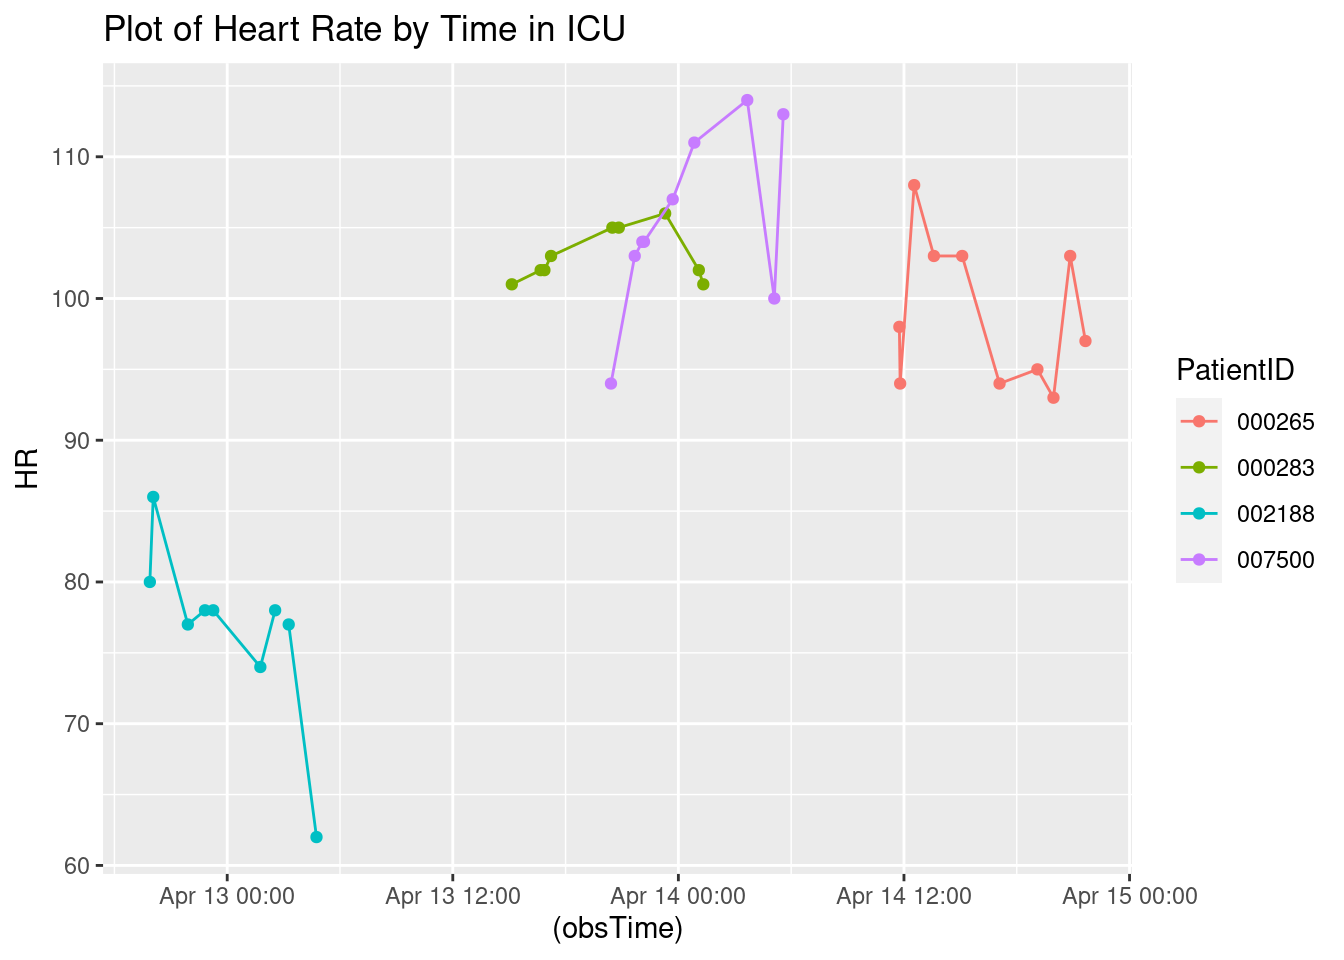 Plot of Heart Rate by Time in ICU
110
100
90
80
70
60
HR
Apr 13 00:00
Apr 13 12:00
Apr 14 00:00
Apr 14 12:00
Apr 15 00:00
(obsTime)
PatientID
000265
000283
002188
007500